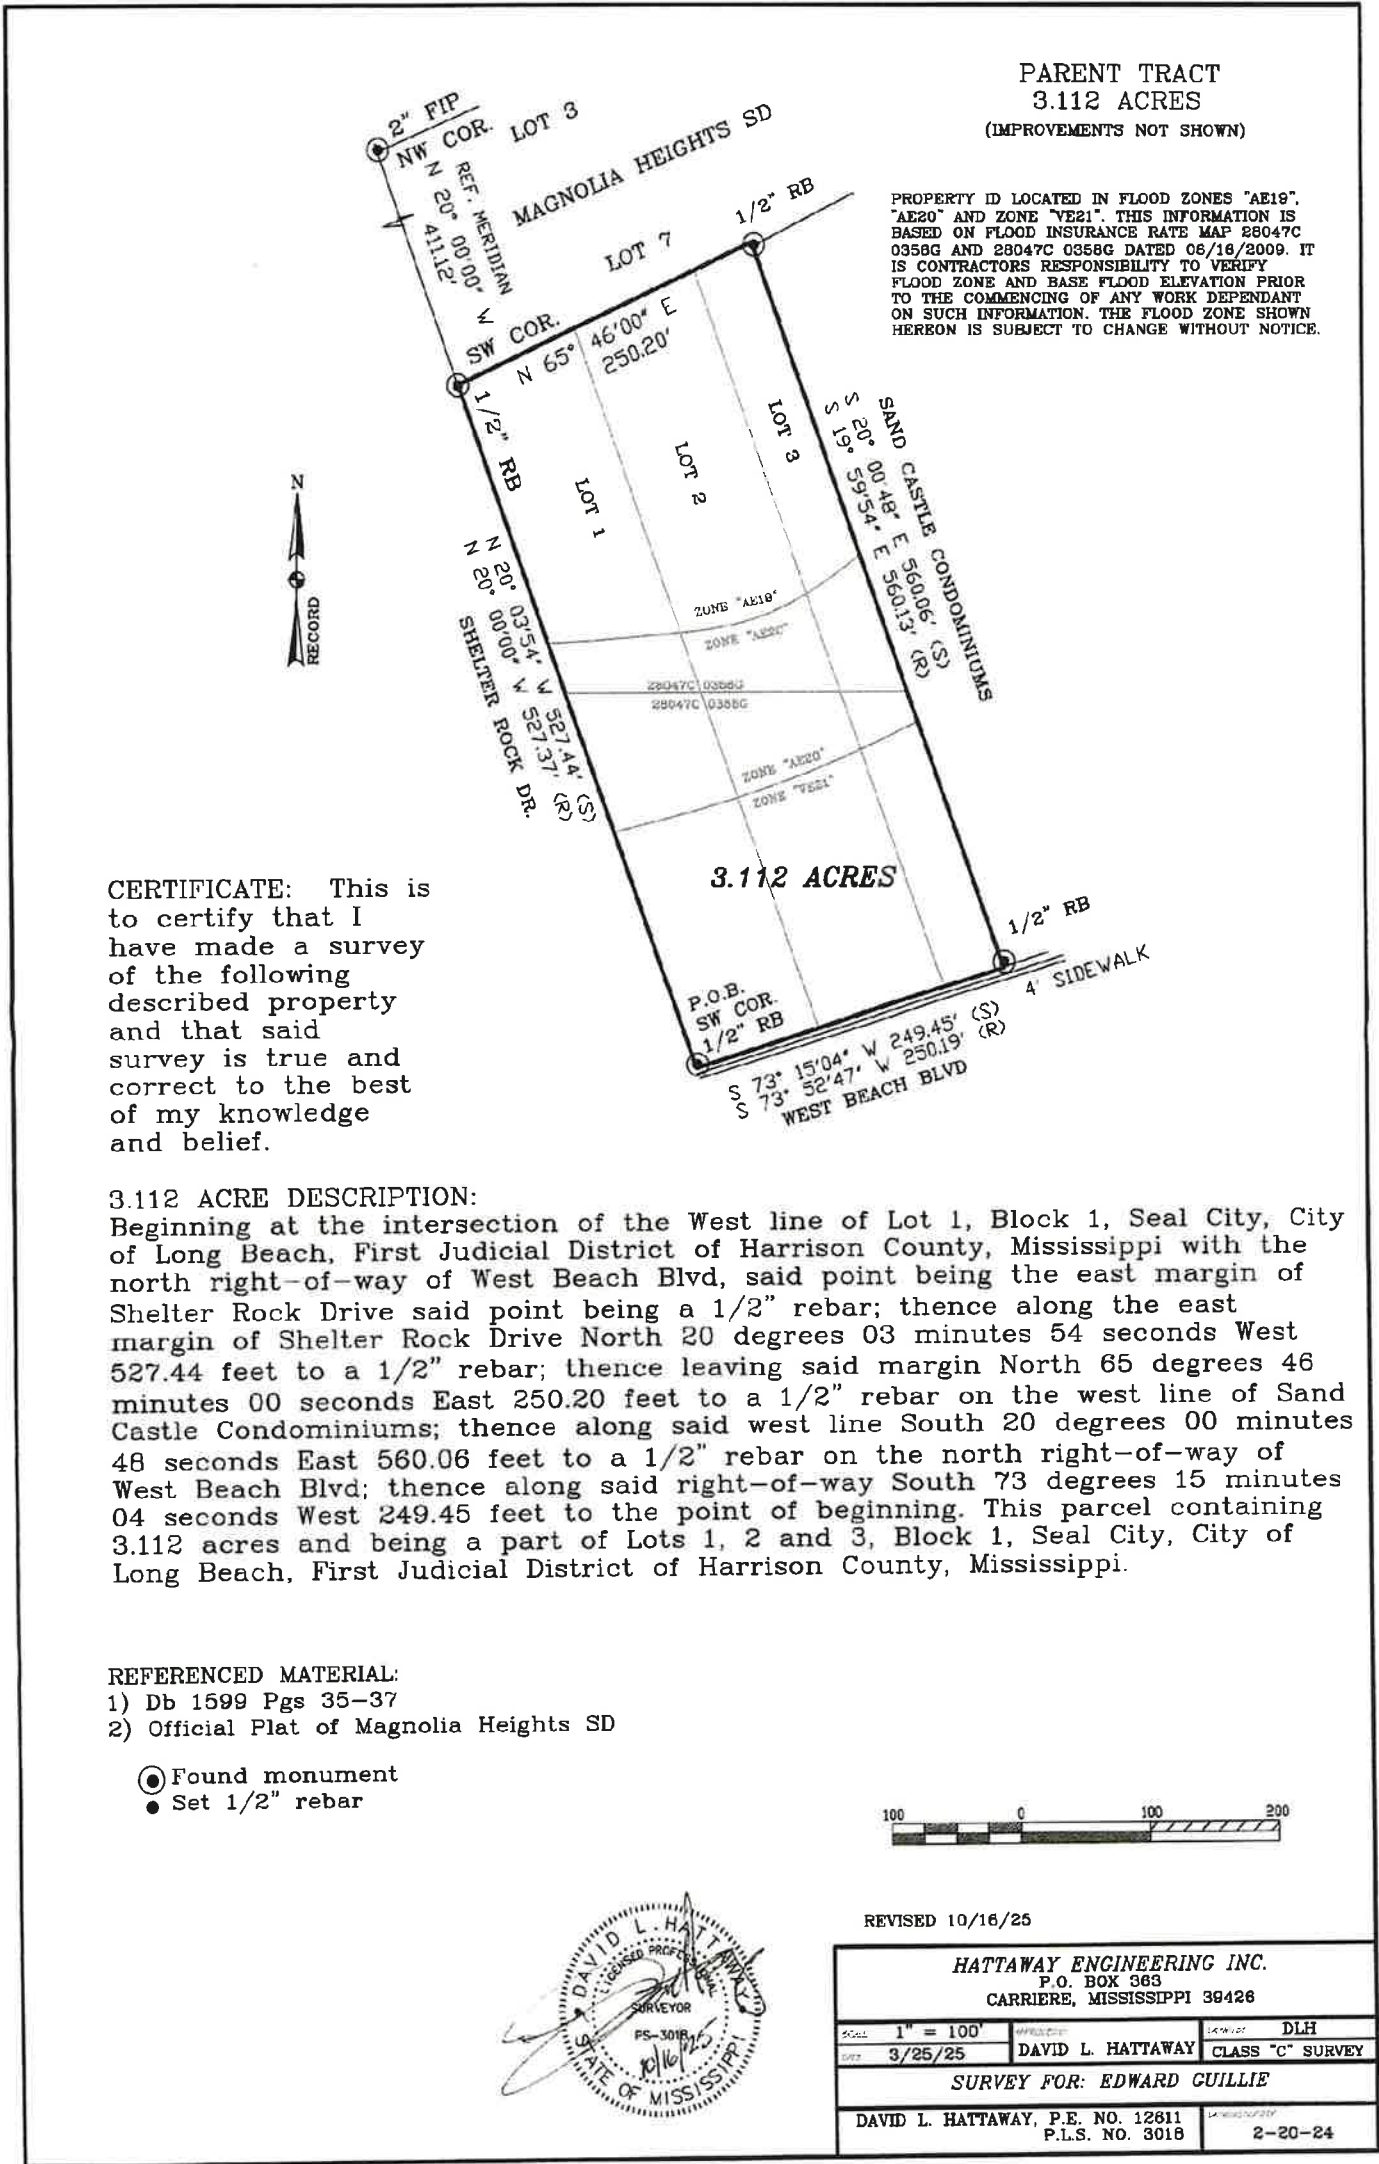 PARENT TRACT
3.112 ACRES
(IMPROVEMENTS NOT SHOWN)
PROPERTY ID LOCATED IN FLOOD ZONES "AE19",
"AE20" AND ZONE "VE21". THIS INFORMATION IS
BASED ON FLOOD INSURANCE RATE MAP 28047C
0356G AND 28047C 0358G DATED 06/16/2009. IT
IS CONTRACTORS RESPONSIBILITY TO VERIFY
FLOOD ZONE AND BASE FLOOD ELEVATION PRIOR
TO THE COMMENCING OF ANY WORK DEPENDANT
ON SUCH INFORMATION. THE FLOOD ZONE SHOWN
HEREON IS SUBJECT TO CHANGE WITHOUT NOTICE.
2" FIP
NW COR.
LOT 3
MAGNOLIA HEIGHTS SD
REF. MERIDIAN
N 20° 00'00" W
411.12'
LOT 7
1/2" RB
SW COR.
N 65° 46'00" E
250.20'
1/2" RB
LOT 1
LOT 2
LOT 3
SAND CASTLE CONDOMINIUMS
S 20° 00'48" E 560.06' (S)
S 19° 59'54" E 560.13' (R)
N
RECORD
N 20° 03'54" W 527.44' (S)
N 20° 00'00" W 527.37' (R)
SHELTER ROCK DR.
ZONE "AE19"
ZONE "AE20"
28047C 0356G
28047C 0358G
ZONE "AE20"
ZONE "VE21"
3.112 ACRES
1/2" RB
4' SIDEWALK
P.O.B.
SW COR.
1/2" RB
S 73° 15'04" W 249.45' (S)
S 73° 52'47" W 250.19' (R)
WEST BEACH BLVD
CERTIFICATE: This is
to certify that I
have made a survey
of the following
described property
and that said
survey is true and
correct to the best
of my knowledge
and belief.
3.112 ACRE DESCRIPTION:
Beginning at the intersection of the West line of Lot 1, Block 1, Seal City, City
of Long Beach, First Judicial District of Harrison County, Mississippi with the
north right-of-way of West Beach Blvd, said point being the east margin of
Shelter Rock Drive said point being a 1/2" rebar; thence along the east
margin of Shelter Rock Drive North 20 degrees 03 minutes 54 seconds West
527.44 feet to a 1/2" rebar; thence leaving said margin North 65 degrees 46
minutes 00 seconds East 250.20 feet to a 1/2" rebar on the west line of Sand
Castle Condominiums; thence along said west line South 20 degrees 00 minutes
48 seconds East 560.06 feet to a 1/2" rebar on the north right-of-way of
West Beach Blvd; thence along said right-of-way South 73 degrees 15 minutes
04 seconds West 249.45 feet to the point of beginning. This parcel containing
3.112 acres and being a part of Lots 1, 2 and 3, Block 1, Seal City, City of
Long Beach, First Judicial District of Harrison County, Mississippi.
REFERENCED MATERIAL:
1) Db 1599 Pgs 35-37
2) Official Plat of Magnolia Heights SD
Found monument
Set 1/2" rebar
100 0 100 200
DAVID L. HATTAWAY
LICENSED PROFESSIONAL
SURVEYOR
PS-3018
10/16/25
STATE OF MISSISSIPPI
REVISED 10/16/25
HATTAWAY ENGINEERING INC.
P.O. BOX 363
CARRIERE, MISSISSIPPI 39426
1" = 100'
DAVID L. HATTAWAY
DLH
3/25/25
CLASS "C" SURVEY
SURVEY FOR: EDWARD GUILLIE
DAVID L. HATTAWAY, P.E. NO. 12611
P.L.S. NO. 3018
2-20-24